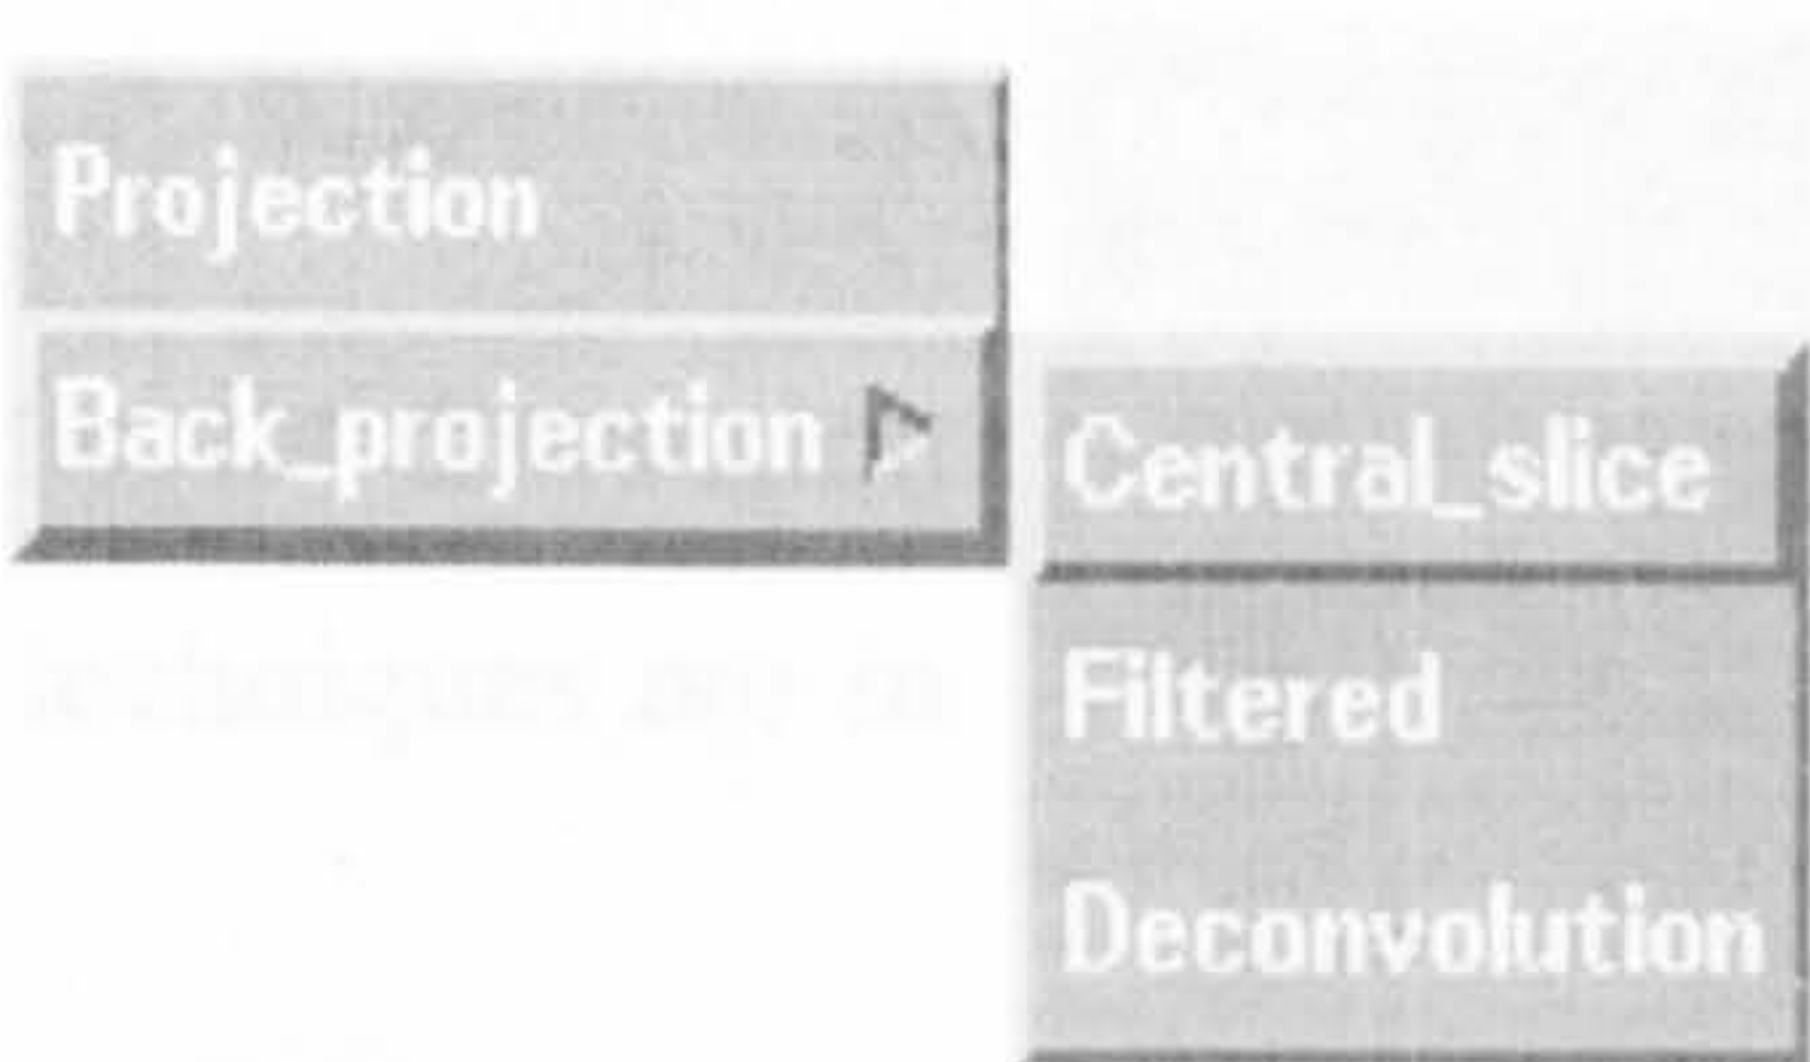 Projection
Back_projection
Central_slice
Filtered
Deconvolution